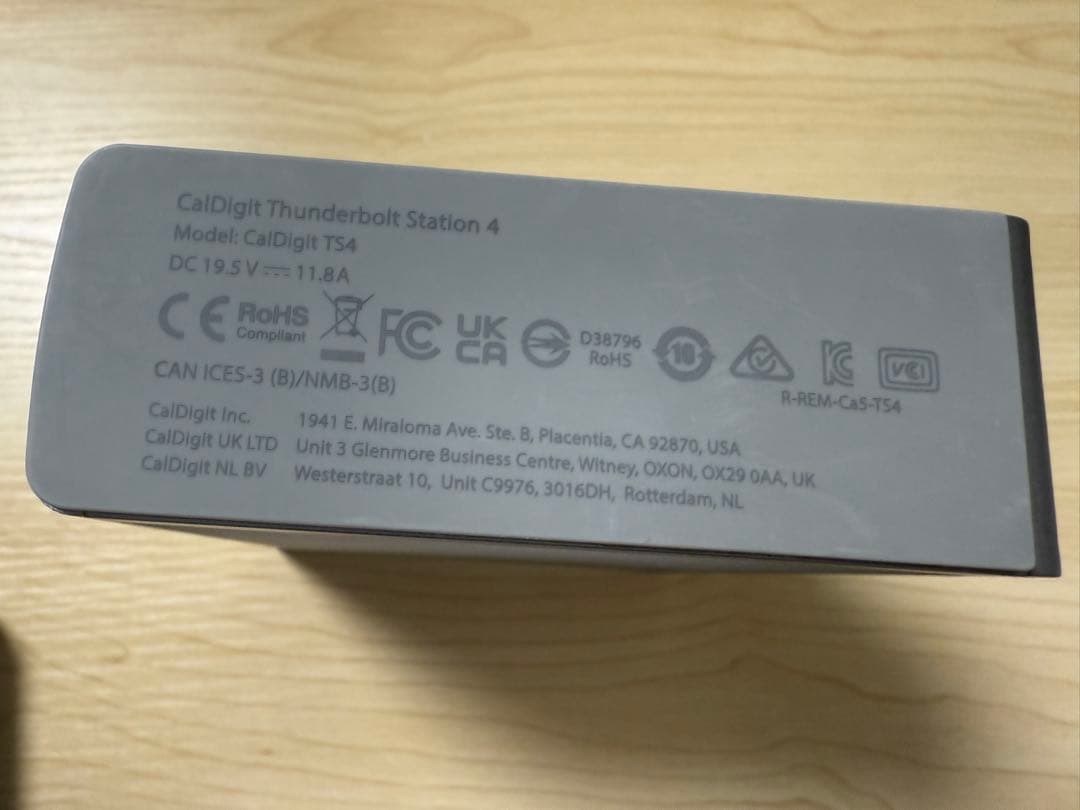 CalDigit Thunderbolt Station 4
Model: CalDigit TS4
DC 19.5 V ⎓ 11.8 A
CE RoHS Compliant FC UK CA D38796 RoHS 10 KC VCI
R-REM-Ca5-TS4
CAN ICES-3 (B)/NMB-3(B)
CalDigit Inc. 1941 E. Miraloma Ave. Ste. B, Placentia, CA 92870, USA
CalDigit UK LTD Unit 3 Glenmore Business Centre, Witney, OXON, OX29 0AA, UK
CalDigit NL BV Westerstraat 10, Unit C9976, 3016DH, Rotterdam, NL